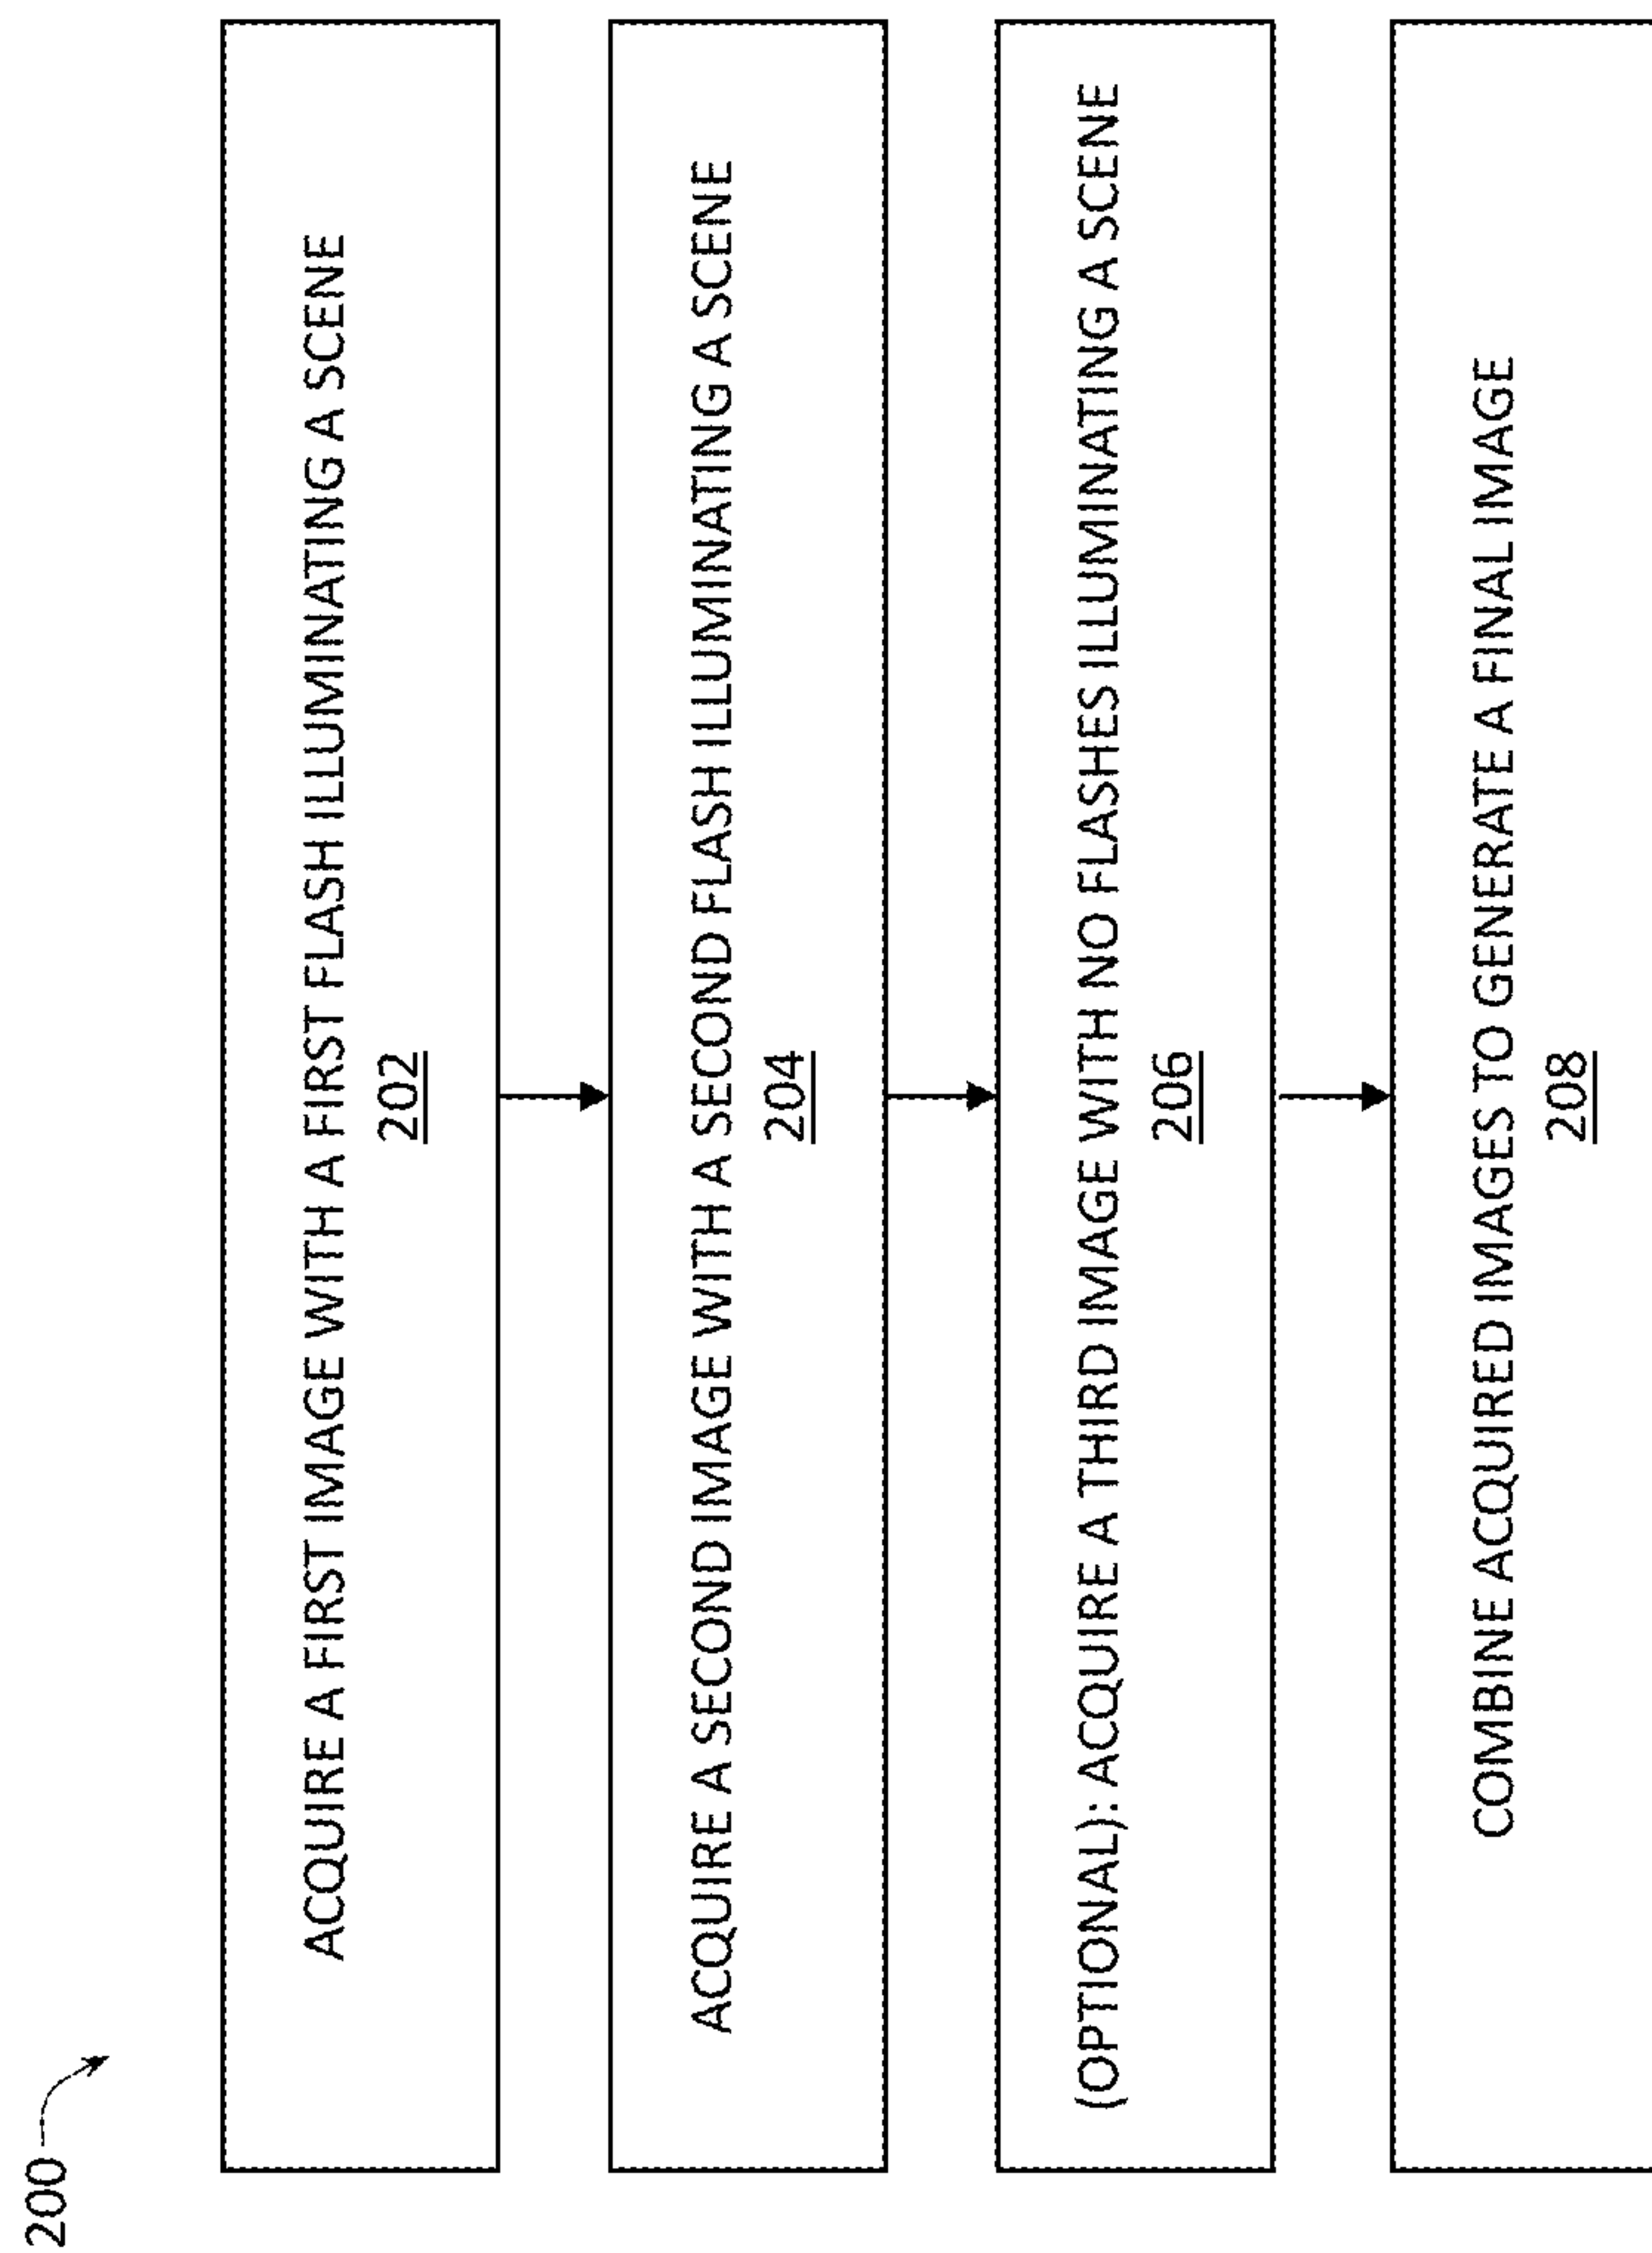 200
ACQUIRE A FIRST IMAGE WITH A FIRST FLASH ILLUMINATING A SCENE
202
ACQUIRE A SECOND IMAGE WITH A SECOND FLASH ILLUMINATING A SCENE
204
(OPTIONAL): ACQUIRE A THIRD IMAGE WITH NO FLASHES ILLUMINATING A SCENE
206
COMBINE ACQUIRED IMAGES TO GENERATE A FINAL IMAGE
208